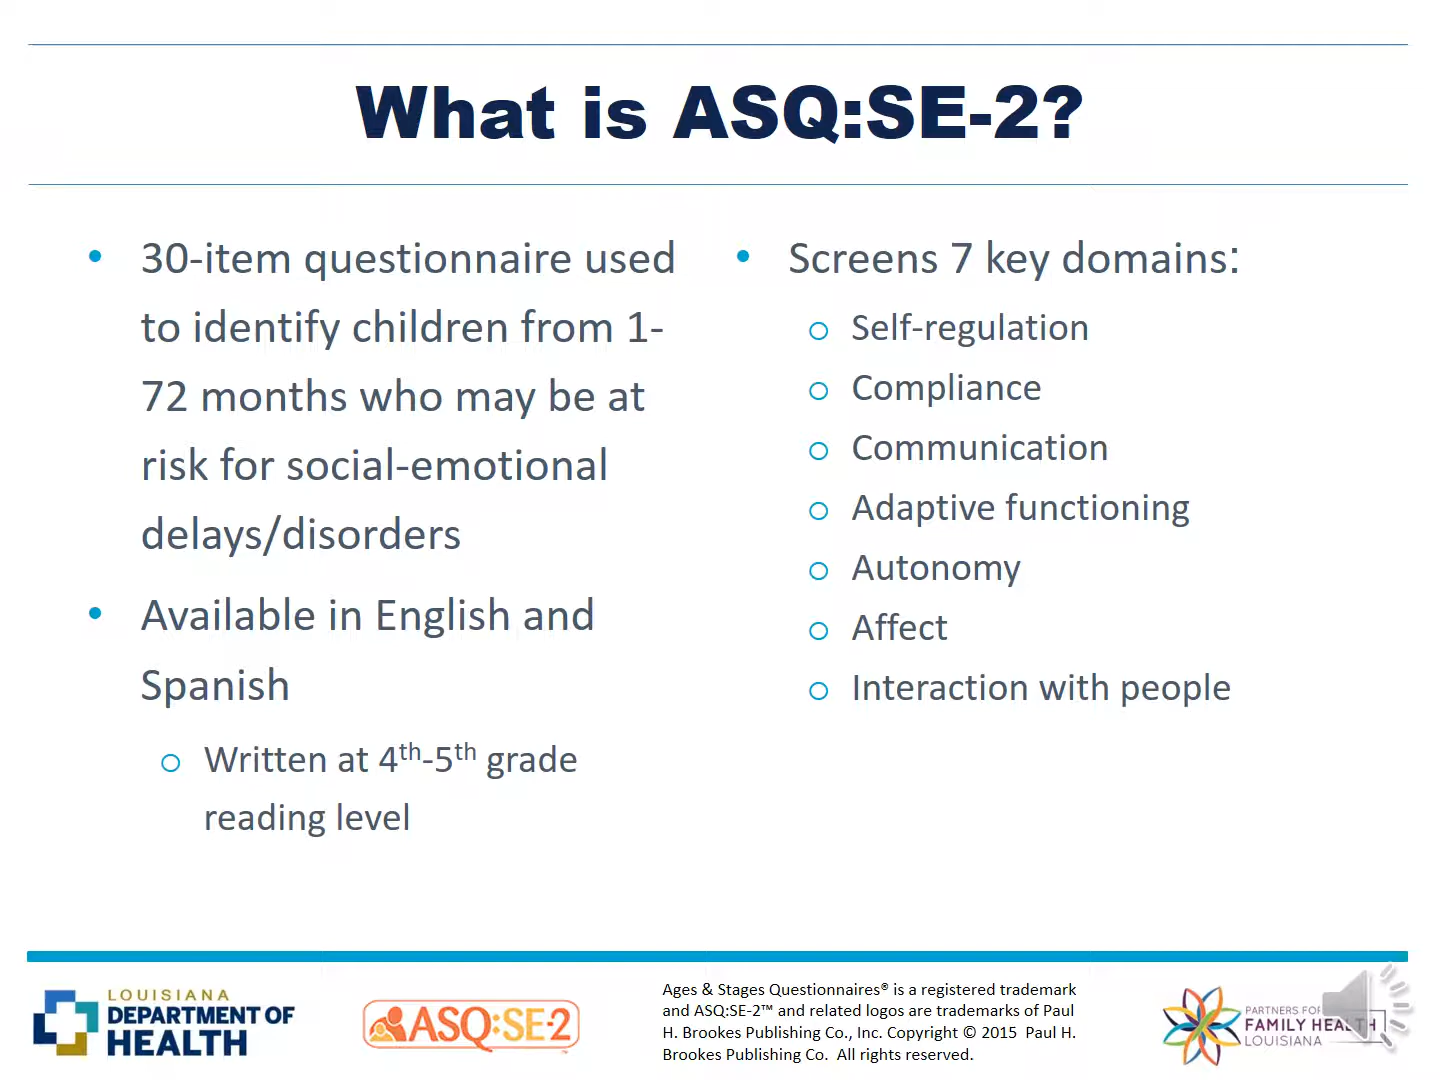 What is ASQ:SE-2?
• 30-item questionnaire used
to identify children from 1-
72 months who may be at
risk for social-emotional
delays/disorders
• Available in English and
Spanish
o Written at 4th-5th grade
reading level
• Screens 7 key domains:
o Self-regulation
o Compliance
o Communication
o Adaptive functioning
o Autonomy
o Affect
o Interaction with people
LOUISIANA
DEPARTMENT OF
HEALTH
ASQ:SE-2
Ages & Stages Questionnaires® is a registered trademark
and ASQ:SE-2™ and related logos are trademarks of Paul
H. Brookes Publishing Co., Inc. Copyright © 2015 Paul H.
Brookes Publishing Co. All rights reserved.
PARTNERS FOR
FAMILY HEALTH
LOUISIANA